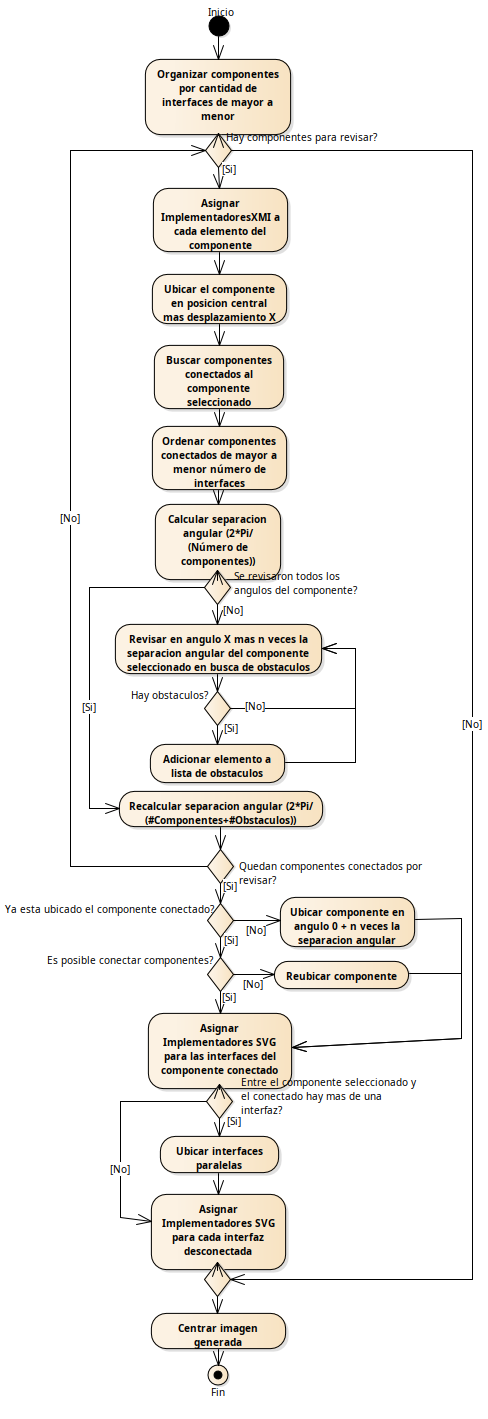 Inicio
Organizar componentes
por cantidad de
interfaces de mayor a
menor
Hay componentes para revisar?
[Si]
Asignar
ImplementadoresXMI a
cada elemento del
componente
Ubicar el componente
en posicion central
mas desplazamiento X
Buscar componentes
conectados al
componente
seleccionado
Ordenar componentes
conectados de mayor a
menor número de
interfaces
[No]
Calcular separacion
angular (2*Pi/
(Número de
componentes))
Se revisaron todos los
angulos del componente?
[No]
Revisar en angulo X mas n veces la
separacion angular del componente
seleccionado en busca de obstaculos
Hay obstaculos?
[No]
[Si]
[Si]
[No]
Adicionar elemento a
lista de obstaculos
Recalcular separacion angular (2*Pi/
(#Componentes+#Obstaculos))
Quedan componentes conectados por
revisar?
[Si]
Ya esta ubicado el componente conectado?
[No]
[Si]
Ubicar componente en
angulo 0 + n veces la
separacion angular
Es posible conectar componentes?
[No]
[Si]
Reubicar componente
Asignar
Implementadores SVG
para las interfaces del
componente conectado
Entre el componente seleccionado y
el conectado hay mas de una
interfaz?
[Si]
[No]
Ubicar interfaces
paralelas
Asignar
Implementadores SVG
para cada interfaz
desconectada
Centrar imagen
generada
Fin